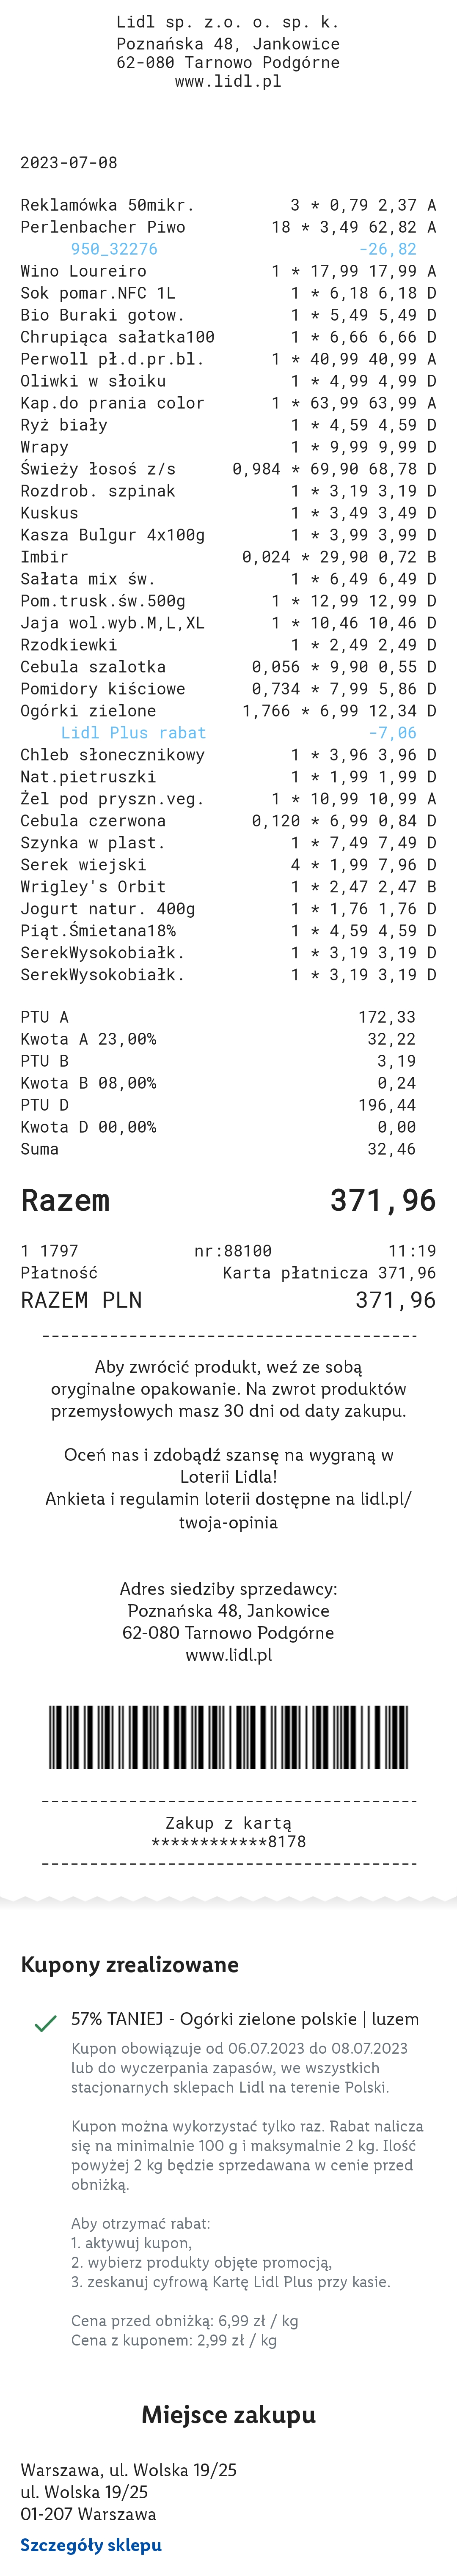 Lidl sp. z.o. o. sp. k.
Poznańska 48, Jankowice
62-080 Tarnowo Podgórne
www.lidl.pl
2023-07-08
Reklamówka 50mikr. 3 * 0,79 2,37 A
Perlenbacher Piwo 18 * 3,49 62,82 A
950_32276 -26,82
Wino Loureiro 1 * 17,99 17,99 A
Sok pomar.NFC 1L 1 * 6,18 6,18 D
Bio Buraki gotow. 1 * 5,49 5,49 D
Chrupiąca sałatka100 1 * 6,66 6,66 D
Perwoll pł.d.pr.bl. 1 * 40,99 40,99 A
Oliwki w słoiku 1 * 4,99 4,99 D
Kap.do prania color 1 * 63,99 63,99 A
Ryż biały 1 * 4,59 4,59 D
Wrapy 1 * 9,99 9,99 D
Świeży łosoś z/s 0,984 * 69,90 68,78 D
Rozdrob. szpinak 1 * 3,19 3,19 D
Kuskus 1 * 3,49 3,49 D
Kasza Bulgur 4x100g 1 * 3,99 3,99 D
Imbir 0,024 * 29,90 0,72 B
Sałata mix św. 1 * 6,49 6,49 D
Pom.trusk.św.500g 1 * 12,99 12,99 D
Jaja wol.wyb.M,L,XL 1 * 10,46 10,46 D
Rzodkiewki 1 * 2,49 2,49 D
Cebula szalotka 0,056 * 9,90 0,55 D
Pomidory kiściowe 0,734 * 7,99 5,86 D
Ogórki zielone 1,766 * 6,99 12,34 D
Lidl Plus rabat -7,06
Chleb słonecznikowy 1 * 3,96 3,96 D
Nat.pietruszki 1 * 1,99 1,99 D
Żel pod pryszn.veg. 1 * 10,99 10,99 A
Cebula czerwona 0,120 * 6,99 0,84 D
Szynka w plast. 1 * 7,49 7,49 D
Serek wiejski 4 * 1,99 7,96 D
Wrigley's Orbit 1 * 2,47 2,47 B
Jogurt natur. 400g 1 * 1,76 1,76 D
Piąt.Śmietana18% 1 * 4,59 4,59 D
SerekWysokobiałk. 1 * 3,19 3,19 D
SerekWysokobiałk. 1 * 3,19 3,19 D
PTU A 172,33
Kwota A 23,00% 32,22
PTU B 3,19
Kwota B 08,00% 0,24
PTU D 196,44
Kwota D 00,00% 0,00
Suma 32,46
Razem 371,96
1 1797 nr:88100 11:19
Płatność Karta płatnicza 371,96
RAZEM PLN 371,96
---------------------------------------
Aby zwrócić produkt, weź ze sobą
oryginalne opakowanie. Na zwrot produktów
przemysłowych masz 30 dni od daty zakupu.
Oceń nas i zdobądź szansę na wygraną w
Loterii Lidla!
Ankieta i regulamin loterii dostępne na lidl.pl/
twoja-opinia
Adres siedziby sprzedawcy:
Poznańska 48, Jankowice
62-080 Tarnowo Podgórne
www.lidl.pl
---------------------------------------
Zakup z kartą
************8178
---------------------------------------
Kupony zrealizowane
57% TANIEJ - Ogórki zielone polskie | luzem
Kupon obowiązuje od 06.07.2023 do 08.07.2023
lub do wyczerpania zapasów, we wszystkich
stacjonarnych sklepach Lidl na terenie Polski.
Kupon można wykorzystać tylko raz. Rabat nalicza
się na minimalnie 100 g i maksymalnie 2 kg. Ilość
powyżej 2 kg będzie sprzedawana w cenie przed
obniżką.
Aby otrzymać rabat:
1. aktywuj kupon,
2. wybierz produkty objęte promocją,
3. zeskanuj cyfrową Kartę Lidl Plus przy kasie.
Cena przed obniżką: 6,99 zł / kg
Cena z kuponem: 2,99 zł / kg
Miejsce zakupu
Warszawa, ul. Wolska 19/25
ul. Wolska 19/25
01-207 Warszawa
Szczegóły sklepu